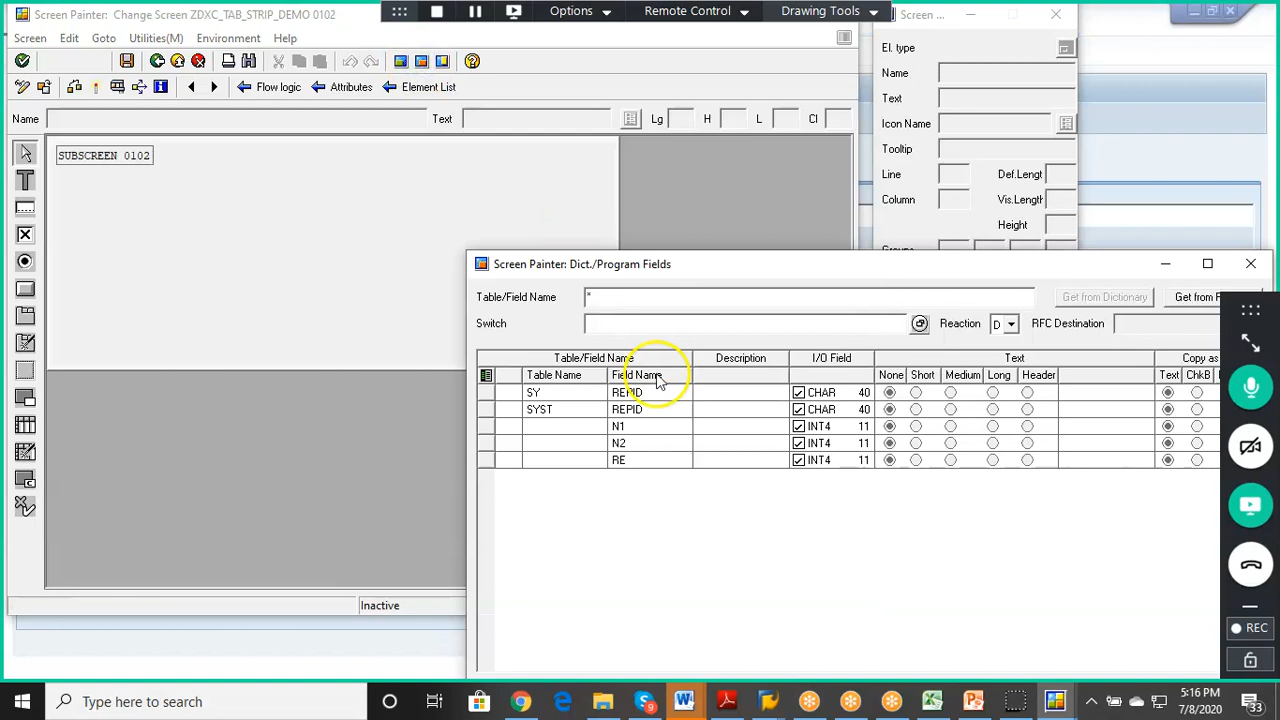 Screen Painter: Change Screen ZDXC_TAB_STRIP_DEMO 0102
Options
Remote Control
Drawing Tools
Screen ...
Screen Edit Goto Utilities(M) Environment Help
Flow logic Attributes Element List
Name Text Lg H L Cl
SUBSCREEN 0102
El. type
Name
Text
Icon Name
Tooltip
Line Def.Lengt
Column Vis.Length
Height
Groups
Screen Painter: Dict./Program Fields
Table/Field Name * Get from Dictionary Get from
Switch Reaction D RFC Destination
Table/Field Name Description I/O Field Text Copy as
Table Name Field Name None Short Medium Long Header Text ChkB
SY REPID CHAR 40
SYST REPID CHAR 40
N1 INT4 11
N2 INT4 11
RE INT4 11
Inactive
REC
Type here to search
9
5:16 PM
7/8/2020
33